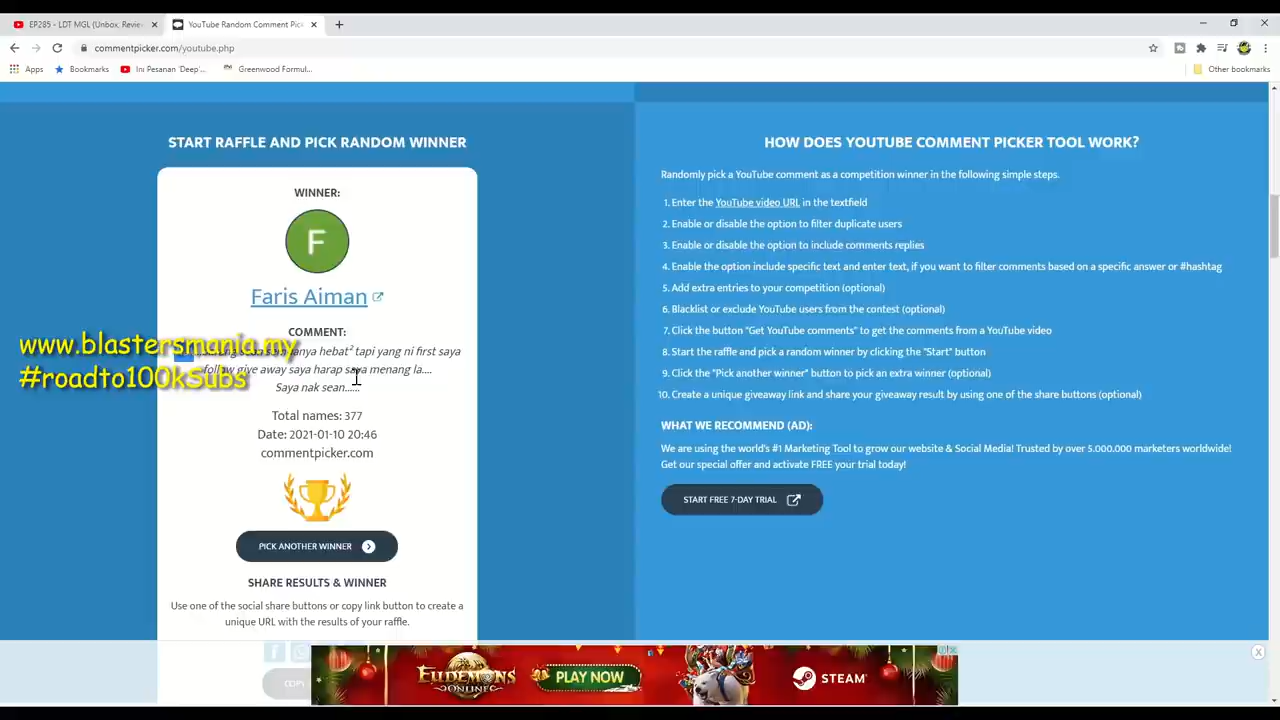 EP285 - LDT MGL (Unbox, Revie
YouTube Random Comment Pick
commentpicker.com/youtube.php
Apps
Bookmarks
Ini Pesanan 'Deep'...
Greenwood Formul...
Other bookmarks
START RAFFLE AND PICK RANDOM WINNER
WINNER:
F
Faris Aiman
COMMENT:
hebat² tapi yang ni first saya
give away saya harap saya menang la....
Saya nak sean......
www.blastersmania.my
#roadto100kSubs
Total names: 377
Date: 2021-01-10 20:46
commentpicker.com
PICK ANOTHER WINNER
SHARE RESULTS & WINNER
Use one of the social share buttons or copy link button to create a
unique URL with the results of your raffle.
COPY
HOW DOES YOUTUBE COMMENT PICKER TOOL WORK?
Randomly pick a YouTube comment as a competition winner in the following simple steps.
1. Enter the YouTube video URL in the textfield
2. Enable or disable the option to filter duplicate users
3. Enable or disable the option to include comments replies
4. Enable the option include specific text and enter text, if you want to filter comments based on a specific answer or #hashtag
5. Add extra entries to your competition (optional)
6. Blacklist or exclude YouTube users from the contest (optional)
7. Click the button "Get YouTube comments" to get the comments from a YouTube video
8. Start the raffle and pick a random winner by clicking the "Start" button
9. Click the "Pick another winner" button to pick an extra winner (optional)
10. Create a unique giveaway link and share your giveaway result by using one of the share buttons (optional)
WHAT WE RECOMMEND (AD):
We are using the world's #1 Marketing Tool to grow our website & Social Media! Trusted by over 5.000.000 marketers worldwide!
Get our special offer and activate FREE your trial today!
START FREE 7-DAY TRIAL
EUDEMONS
ONLINE
PLAY NOW
STEAM